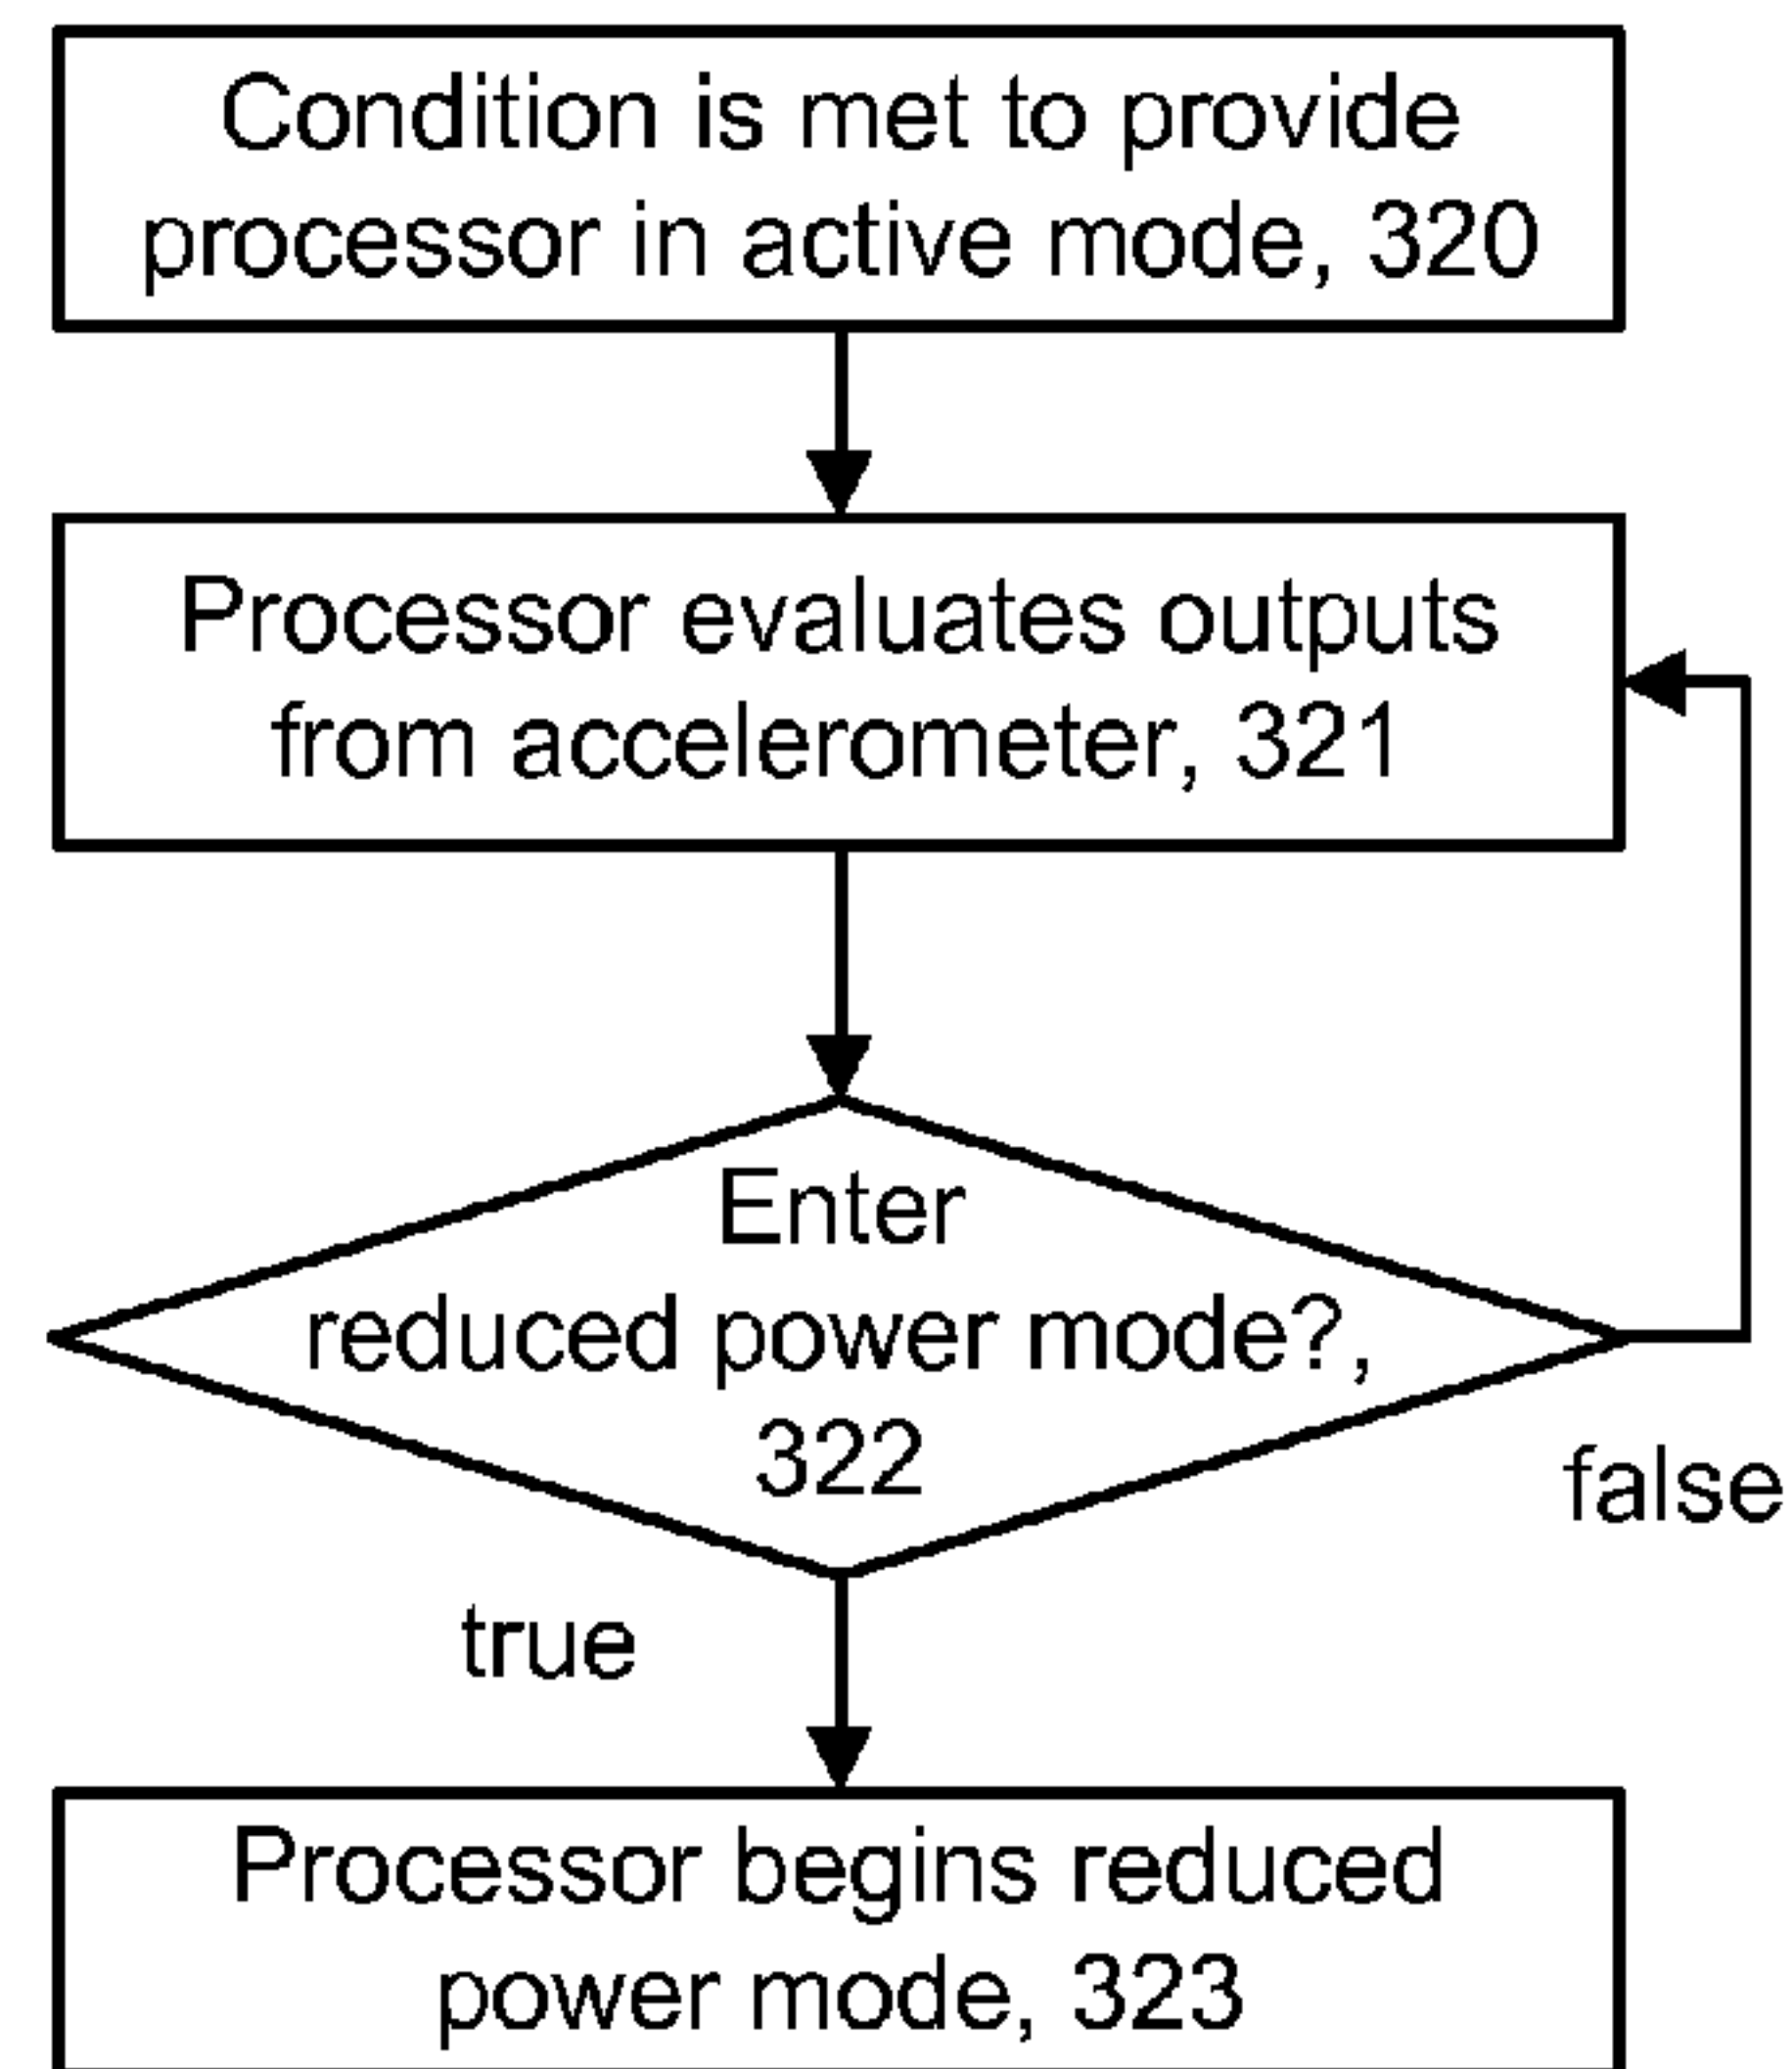 Condition is met to provide
processor in active mode, 320
Processor evaluates outputs
from accelerometer, 321
Enter
reduced power mode?,
322
false
true
Processor begins reduced
power mode, 323